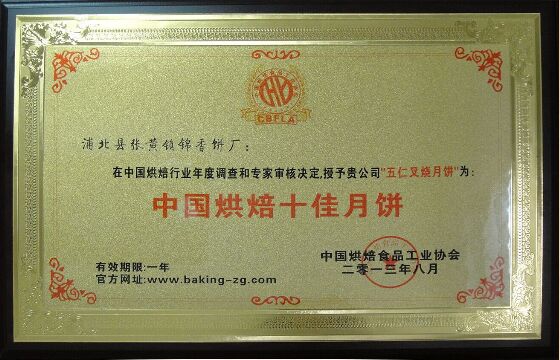 CBFLA
浦北县张黄镇锦香饼厂：
在中国烘焙行业年度调查和专家审核决定，授予贵公司"五仁叉烧月饼"为：
中国烘焙十佳月饼
中国烘焙食品工业协会
二零一三年八月
有效期限：一年
官方网址：www.baking-zg.com